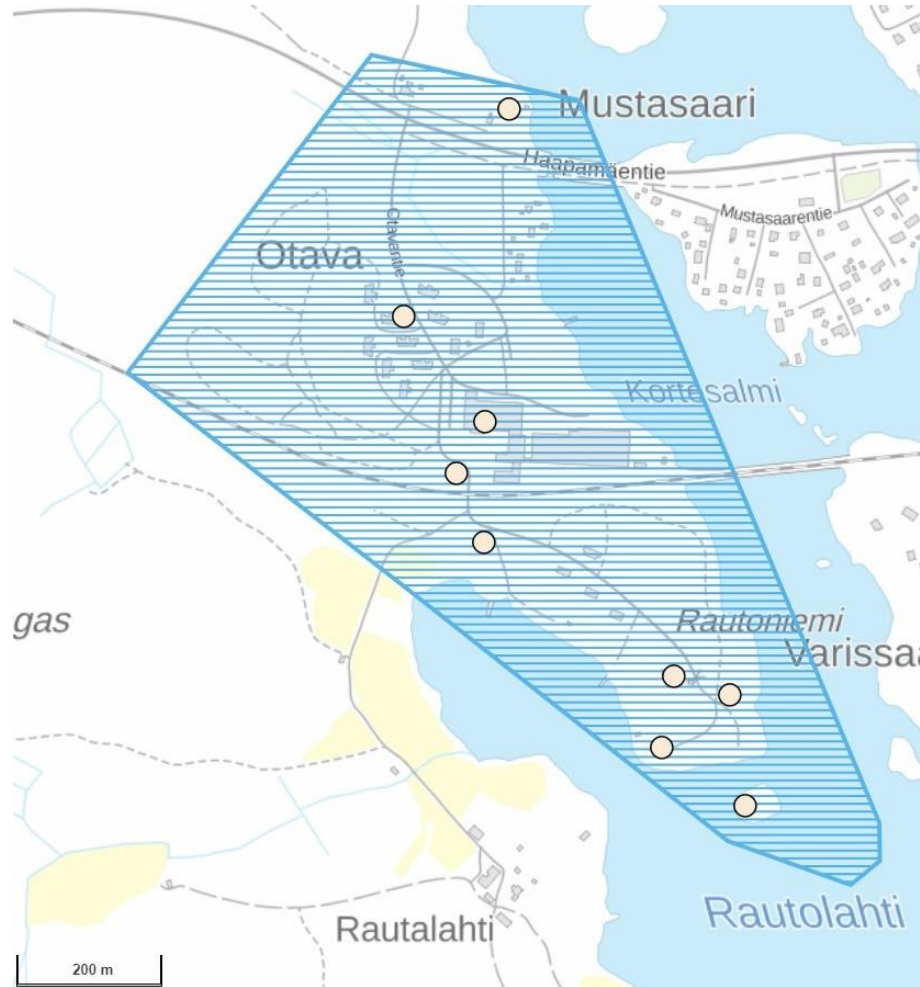 Mustasaari
Haapamäentie
Mustasaarentie
Otavantie
Otava
Kortesalmi
gas
Rautoniemi
Varissaa
Rautalahti
Rautolahti
200 m